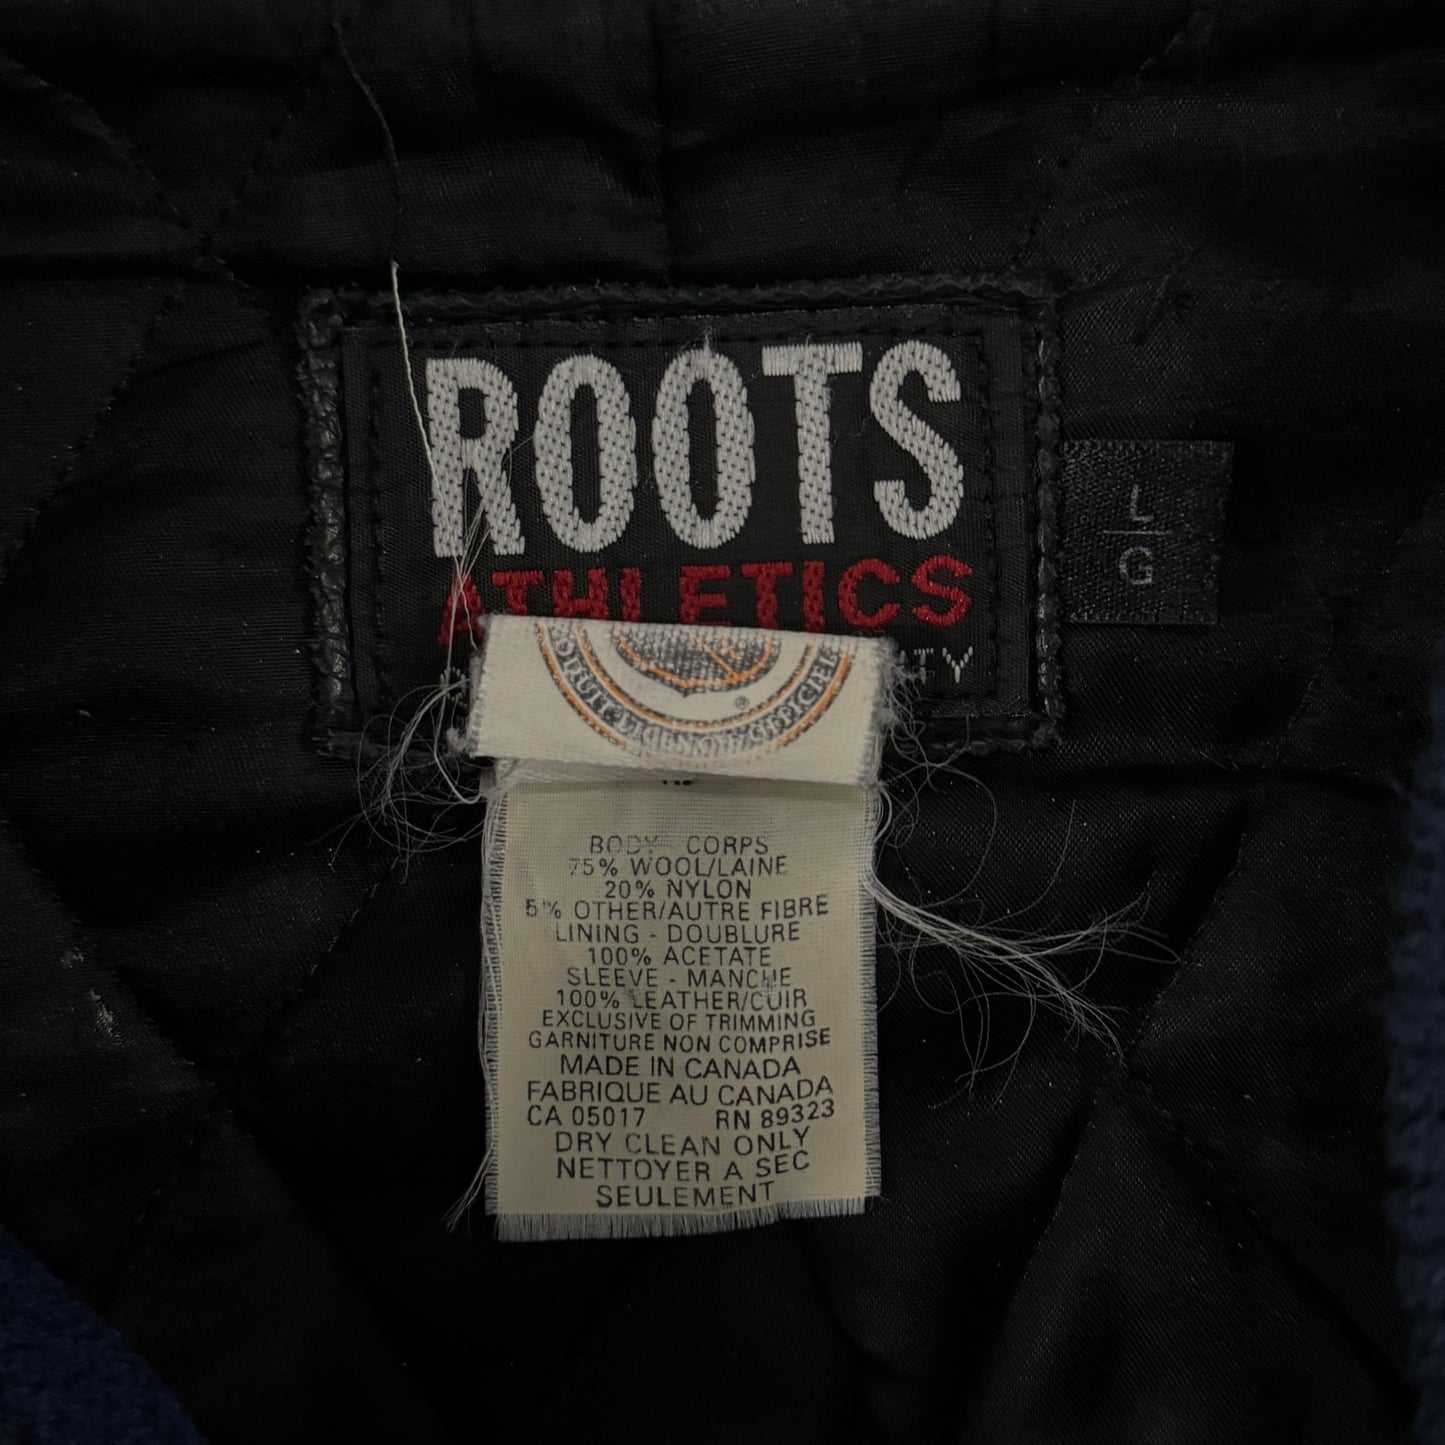 ROOTS
ATHLETICS
L
G
®
BODY - CORPS
75% WOOL/LAINE
20% NYLON
5% OTHER/AUTRE FIBRE
LINING - DOUBLURE
100% ACETATE
SLEEVE - MANCHE
100% LEATHER/CUIR
EXCLUSIVE OF TRIMMING
GARNITURE NON COMPRISE
MADE IN CANADA
FABRIQUE AU CANADA
CA 05017 RN 89323
DRY CLEAN ONLY
NETTOYER A SEC
SEULEMENT